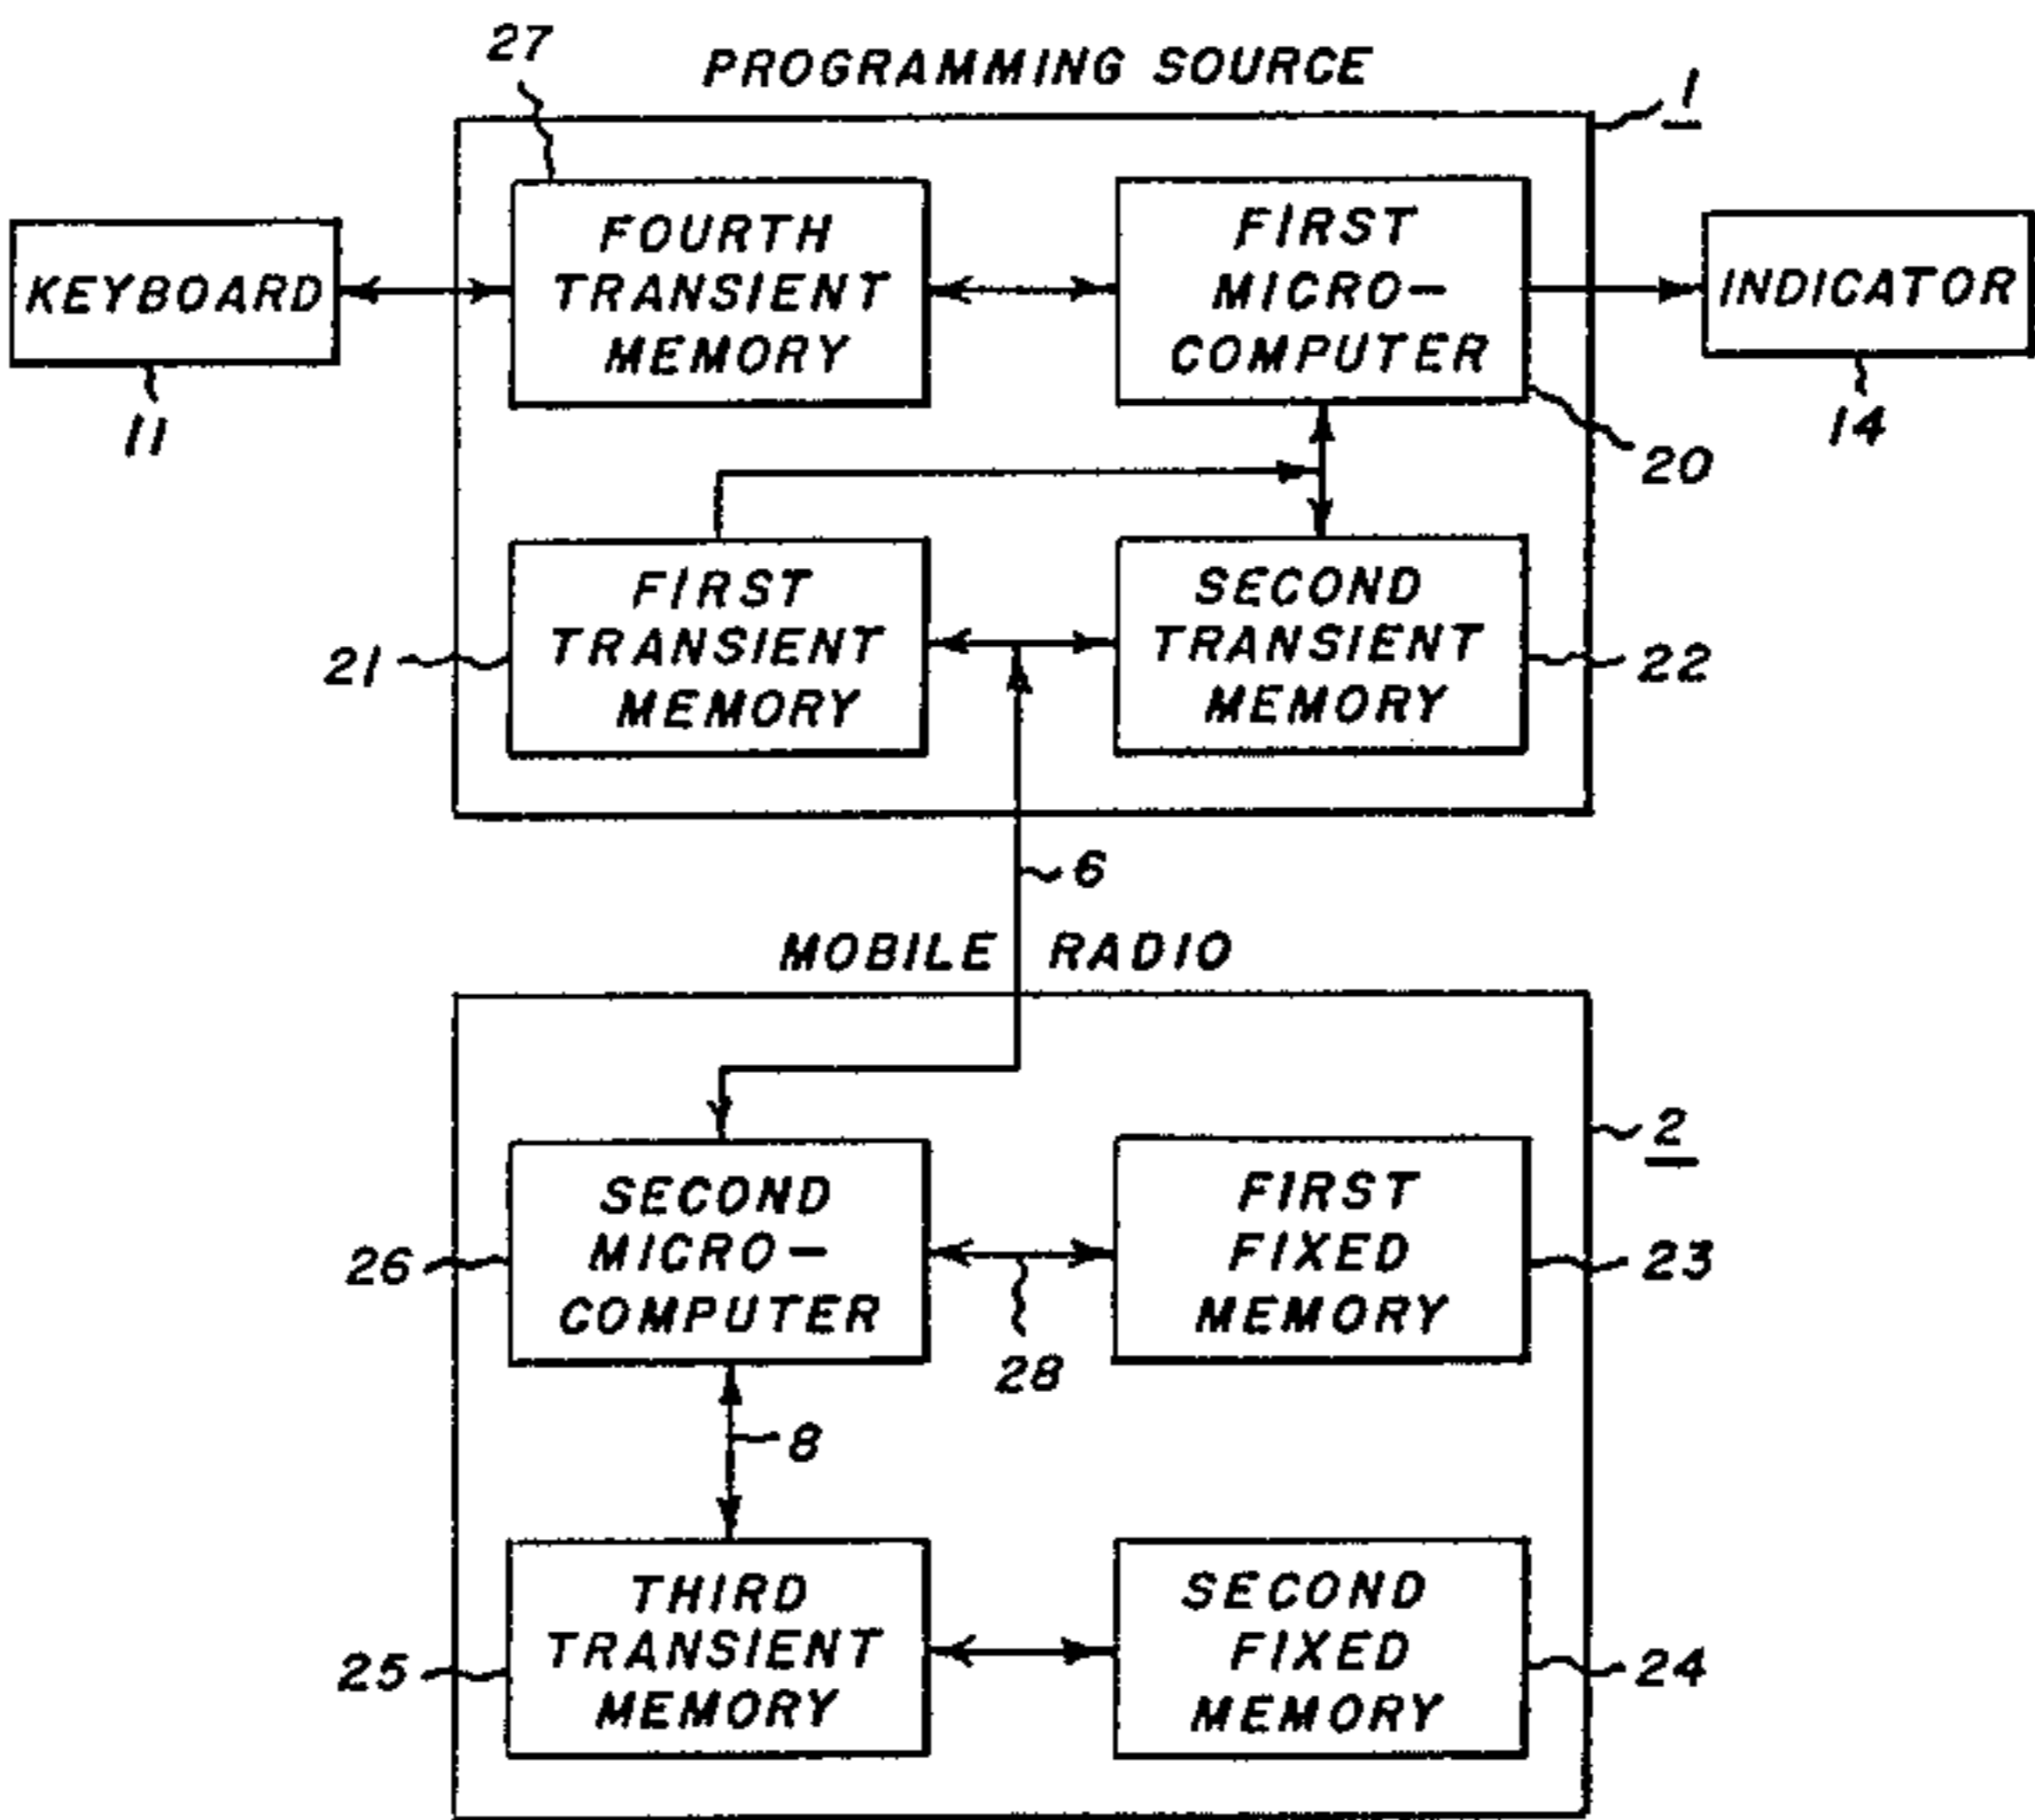 27
PROGRAMMING SOURCE
1
KEYBOARD
11
FOURTH
TRANSIENT
MEMORY
FIRST
MICRO-
COMPUTER
20
INDICATOR
14
21
FIRST
TRANSIENT
MEMORY
SECOND
TRANSIENT
MEMORY
22
6
MOBILE RADIO
2
26
SECOND
MICRO-
COMPUTER
28
FIRST
FIXED
MEMORY
23
8
25
THIRD
TRANSIENT
MEMORY
SECOND
FIXED
MEMORY
24